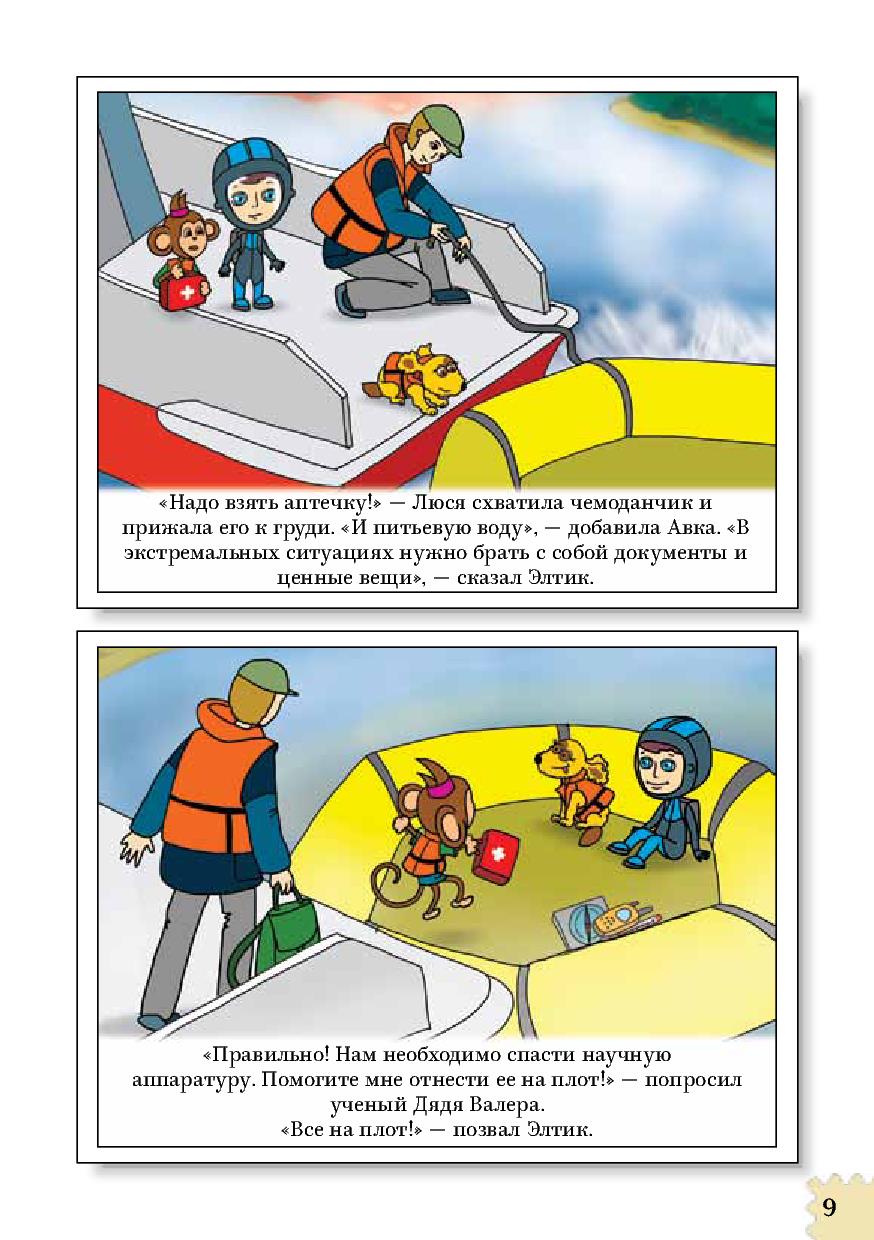 «Надо взять аптечку!» — Люся схватила чемоданчик и
прижала его к груди. «И питьевую воду», — добавила Авка. «В
экстремальных ситуациях нужно брать с собой документы и
ценные вещи», — сказал Элтик.
«Правильно! Нам необходимо спасти научную
аппаратуру. Помогите мне отнести ее на плот!» — попросил
ученый Дядя Валера.
«Все на плот!» — позвал Элтик.
9